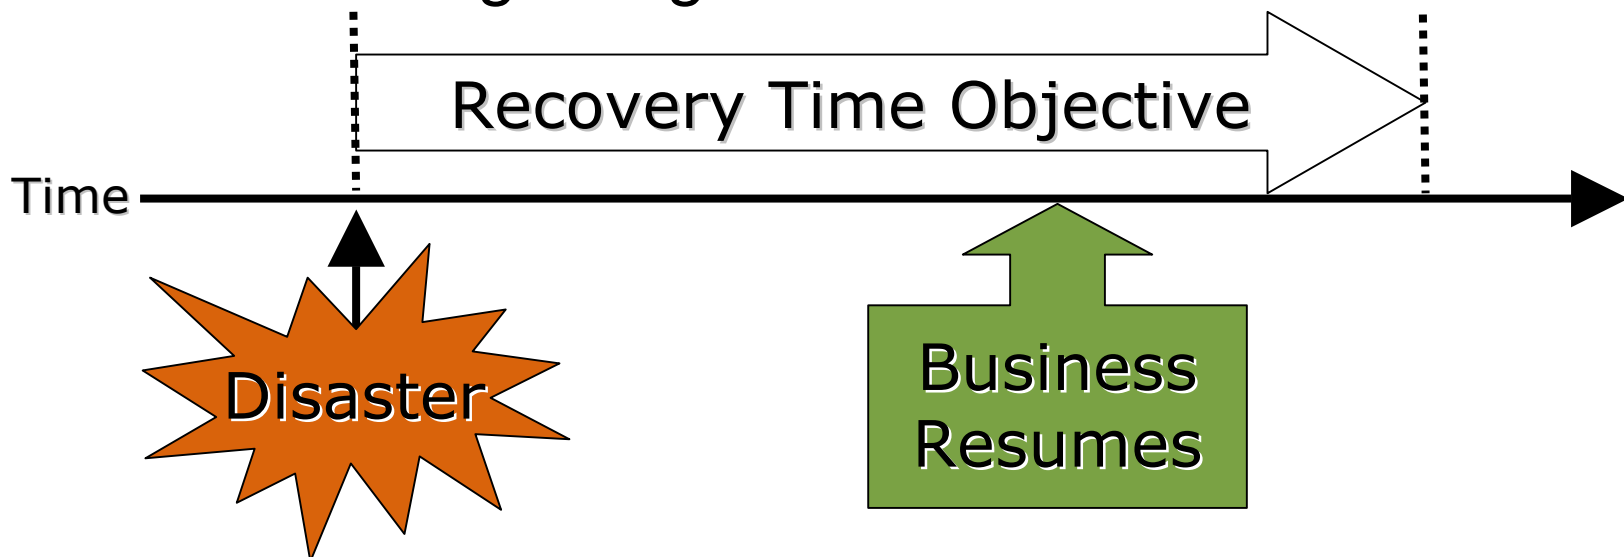 Recovery Time Objective
Time
Disaster
Business
Resumes